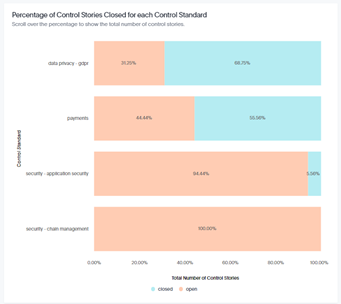 Percentage of Control Stories Closed for each Control Standard
Scroll over the percentage to show the total number of control stories.
data privacy - gdpr
31.25%
68.75%
payments
44.44%
55.56%
Control Standard
security - application security
94.44%
5.56%
security - chain management
100.00%
0.00%
20.00%
40.00%
60.00%
80.00%
100.00%
Total Number of Control Stories
closed
open